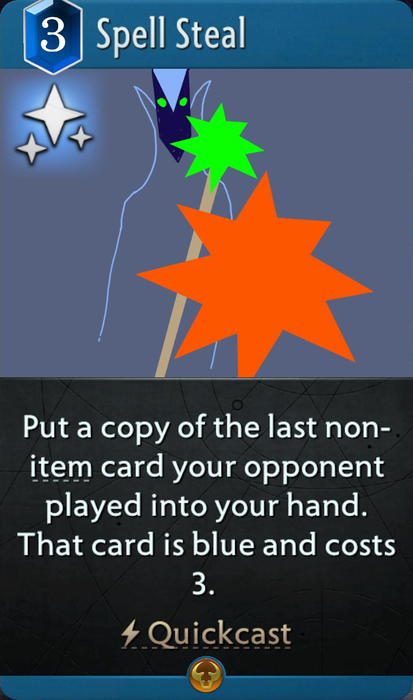 3 Spell Steal
Put a copy of the last non-
item card your opponent
played into your hand.
That card is blue and costs
3.
Quickcast